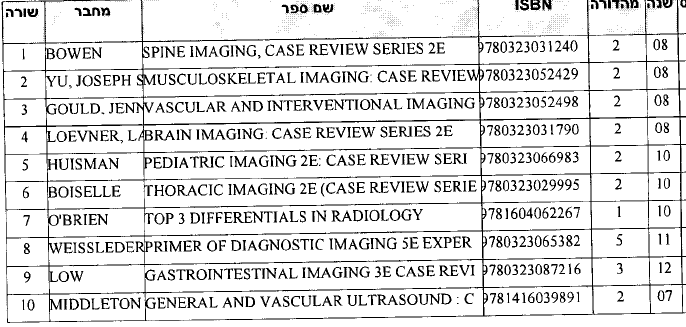 שורה מחבר שם ספר ISBN מהדורה שנה
1 BOWEN SPINE IMAGING, CASE REVIEW SERIES 2E 9780323031240 2 08
2 YU, JOSEPH S MUSCULOSKELETAL IMAGING: CASE REVIEW 9780323052429 2 08
3 GOULD, JENN VASCULAR AND INTERVENTIONAL IMAGING 9780323052498 2 08
4 LOEVNER, LA BRAIN IMAGING: CASE REVIEW SERIES 2E 9780323031790 2 08
5 HUISMAN PEDIATRIC IMAGING 2E: CASE REVIEW SERI 9780323066983 2 10
6 BOISELLE THORACIC IMAGING 2E (CASE REVIEW SERIE 9780323029995 2 10
7 O'BRIEN TOP 3 DIFFERENTIALS IN RADIOLOGY 9781604062267 1 10
8 WEISSLEDER PRIMER OF DIAGNOSTIC IMAGING 5E EXPER 9780323065382 5 11
9 LOW GASTROINTESTINAL IMAGING 3E CASE REVI 9780323087216 3 12
10 MIDDLETON GENERAL AND VASCULAR ULTRASOUND : C 9781416039891 2 07